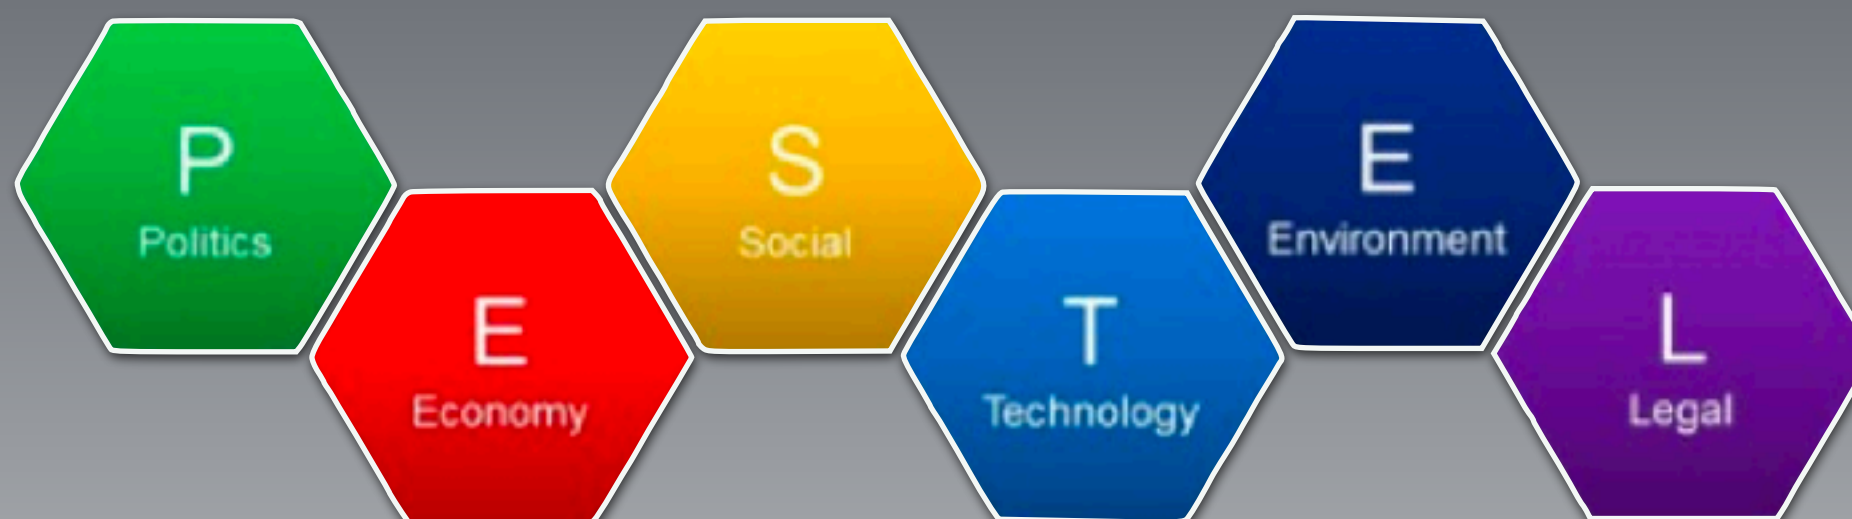 P
Politics
E
Economy
S
Social
T
Technology
E
Environment
L
Legal